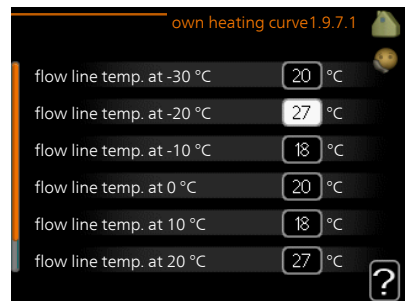 own heating curve1.9.7.1
flow line temp. at -30 °C 20 °C
flow line temp. at -20 °C 27 °C
flow line temp. at -10 °C 18 °C
flow line temp. at 0 °C 20 °C
flow line temp. at 10 °C 18 °C
flow line temp. at 20 °C 27 °C
?